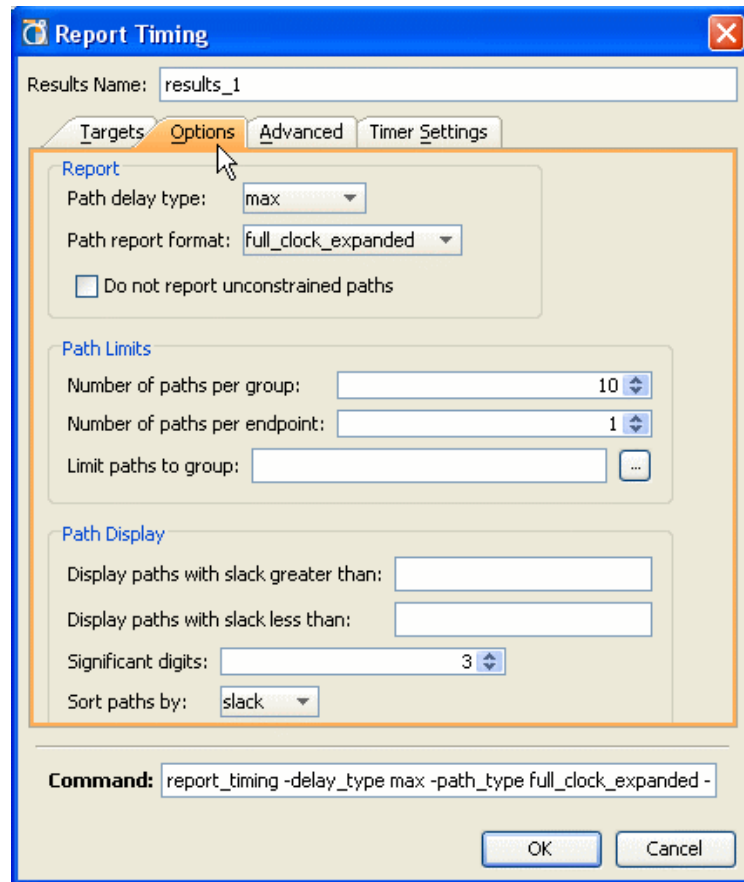 Report Timing
Results Name: results_1
Targets Options Advanced Timer Settings
Report
Path delay type: max
Path report format: full_clock_expanded
Do not report unconstrained paths
Path Limits
Number of paths per group: 10
Number of paths per endpoint: 1
Limit paths to group: ...
Path Display
Display paths with slack greater than:
Display paths with slack less than:
Significant digits: 3
Sort paths by: slack
Command: report_timing -delay_type max -path_type full_clock_expanded -
OK Cancel